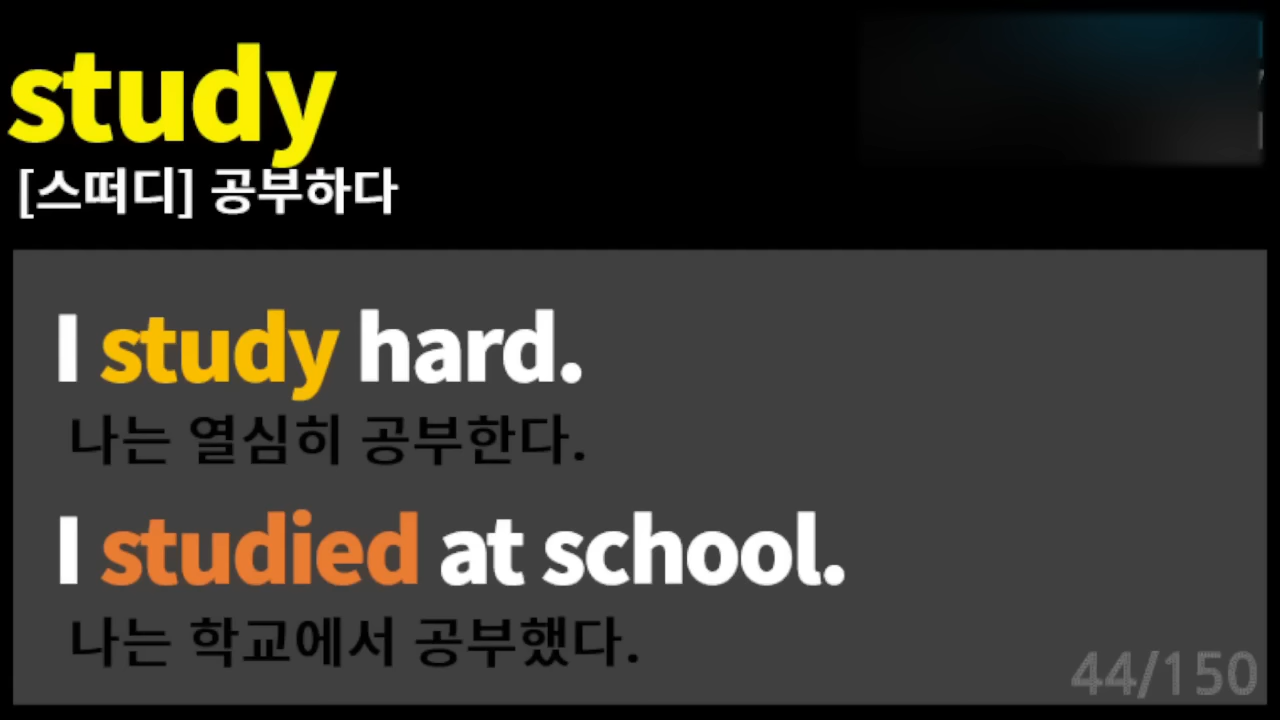 study
[스떠디] 공부하다
I study hard.
나는 열심히 공부한다.
I studied at school.
나는 학교에서 공부했다.
44/150